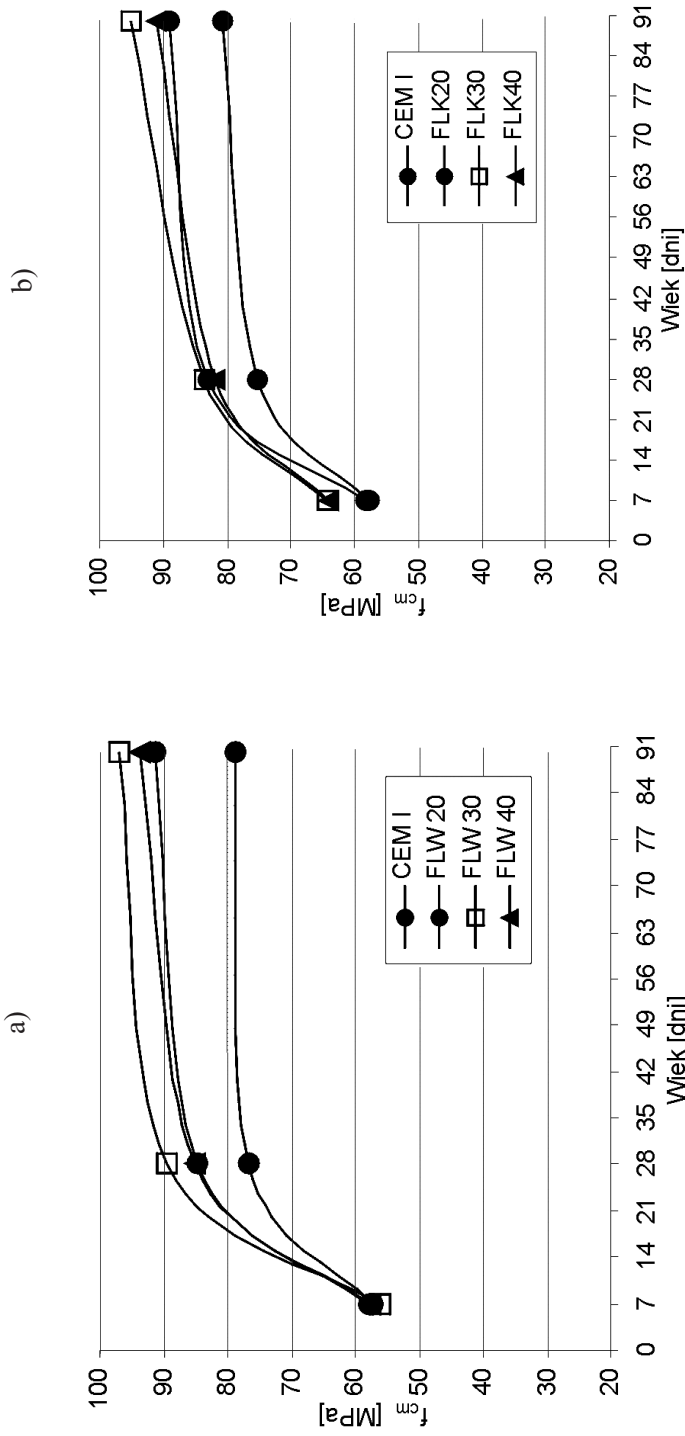 a)
100
90
80
70
60
50
40
30
20
f cm [MPa]
0 7 14 21 28 35 42 49 56 63 77 84 91
Wiek [dni]
CEM I
FLW 20
FLW 30
FLW 40
b)
100
90
80
70
60
50
40
30
20
f cm [MPa]
0 7 14 21 28 35 42 49 56 63 70 77 84 91
Wiek [dni]
CEM I
FLK20
FLK30
FLK40